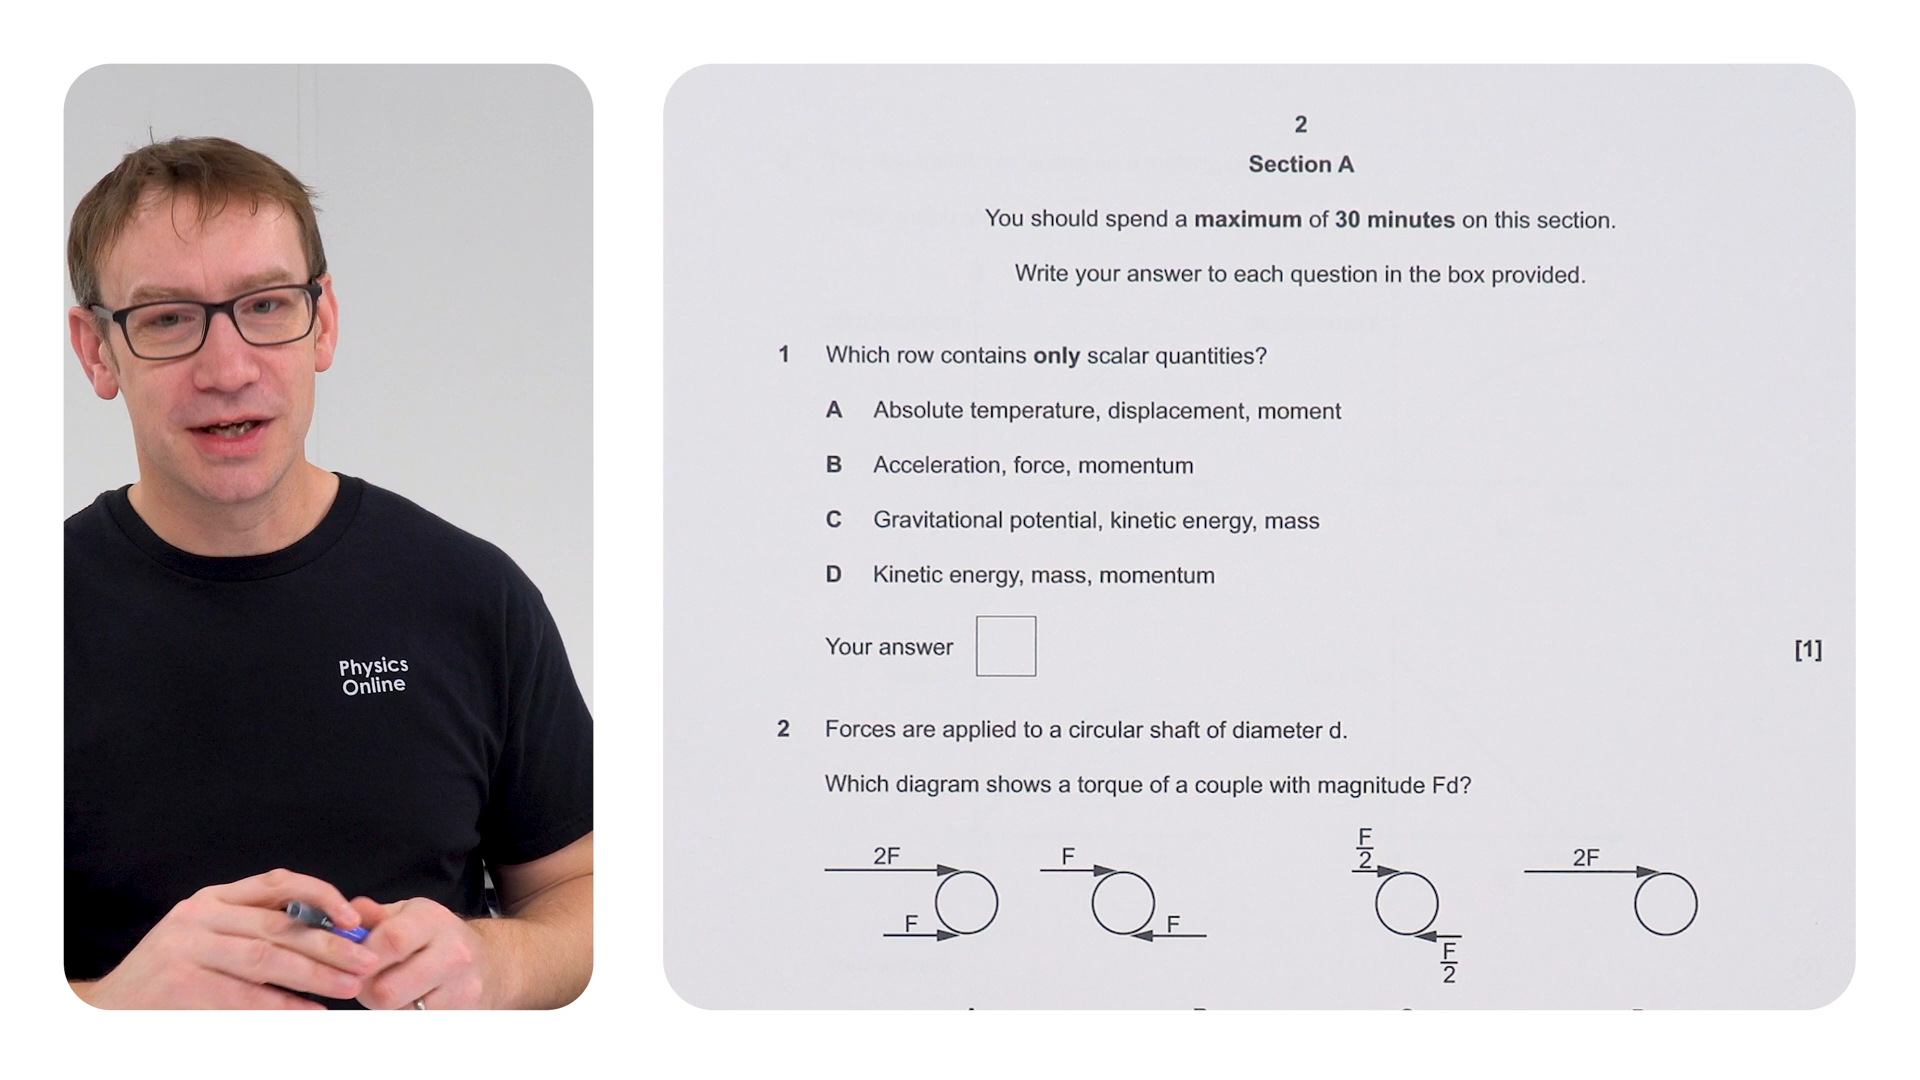 Physics
Online
2
Section A
You should spend a maximum of 30 minutes on this section.
Write your answer to each question in the box provided.
1 Which row contains only scalar quantities?
A Absolute temperature, displacement, moment
B Acceleration, force, momentum
C Gravitational potential, kinetic energy, mass
D Kinetic energy, mass, momentum
Your answer [1]
2 Forces are applied to a circular shaft of diameter d.
Which diagram shows a torque of a couple with magnitude Fd?
2F F F/2 2F
F F F/2